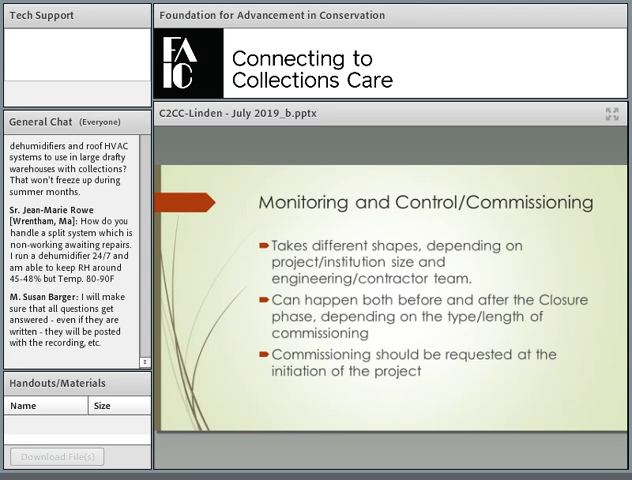 Tech Support
General Chat (Everyone)
dehumidifiers and roof HVAC
systems to use in large drafty
warehouses with collections?
That won't freeze up during
summer months.
Sr. Jean-Marie Rowe
[Wrentham, Ma]: How do you
handle a split system which is
non-working awaiting repairs.
I run a dehumidifier 24/7 and
am able to keep RH around
45-48% but Temp. 80-90F
M. Susan Barger: I will make
sure that all questions get
answered - even if they are
written - they will be posted
with the recording, etc.
Handouts/Materials
Name Size
Download File(s)
Foundation for Advancement in Conservation
FAIC
Connecting to
Collections Care
C2CC-Linden - July 2019_b.pptx
Monitoring and Control/Commissioning
Takes different shapes, depending on
project/institution size and
engineering/contractor team.
Can happen both before and after the Closure
phase, depending on the type/length of
commissioning
Commissioning should be requested at the
initiation of the project